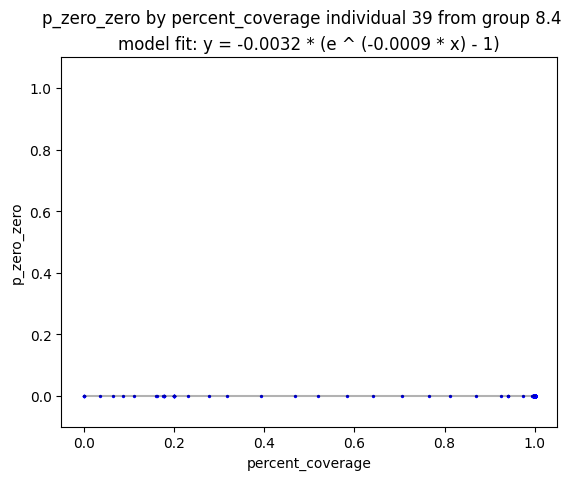 p_zero_zero by percent_coverage individual 39 from group 8.4
model fit: y = -0.0032 * (e ^ (-0.0009 * x) - 1)
1.0
0.8
0.6
0.4
0.2
0.0
p_zero_zero
0.0 0.2 0.4 0.6 0.8 1.0
percent_coverage